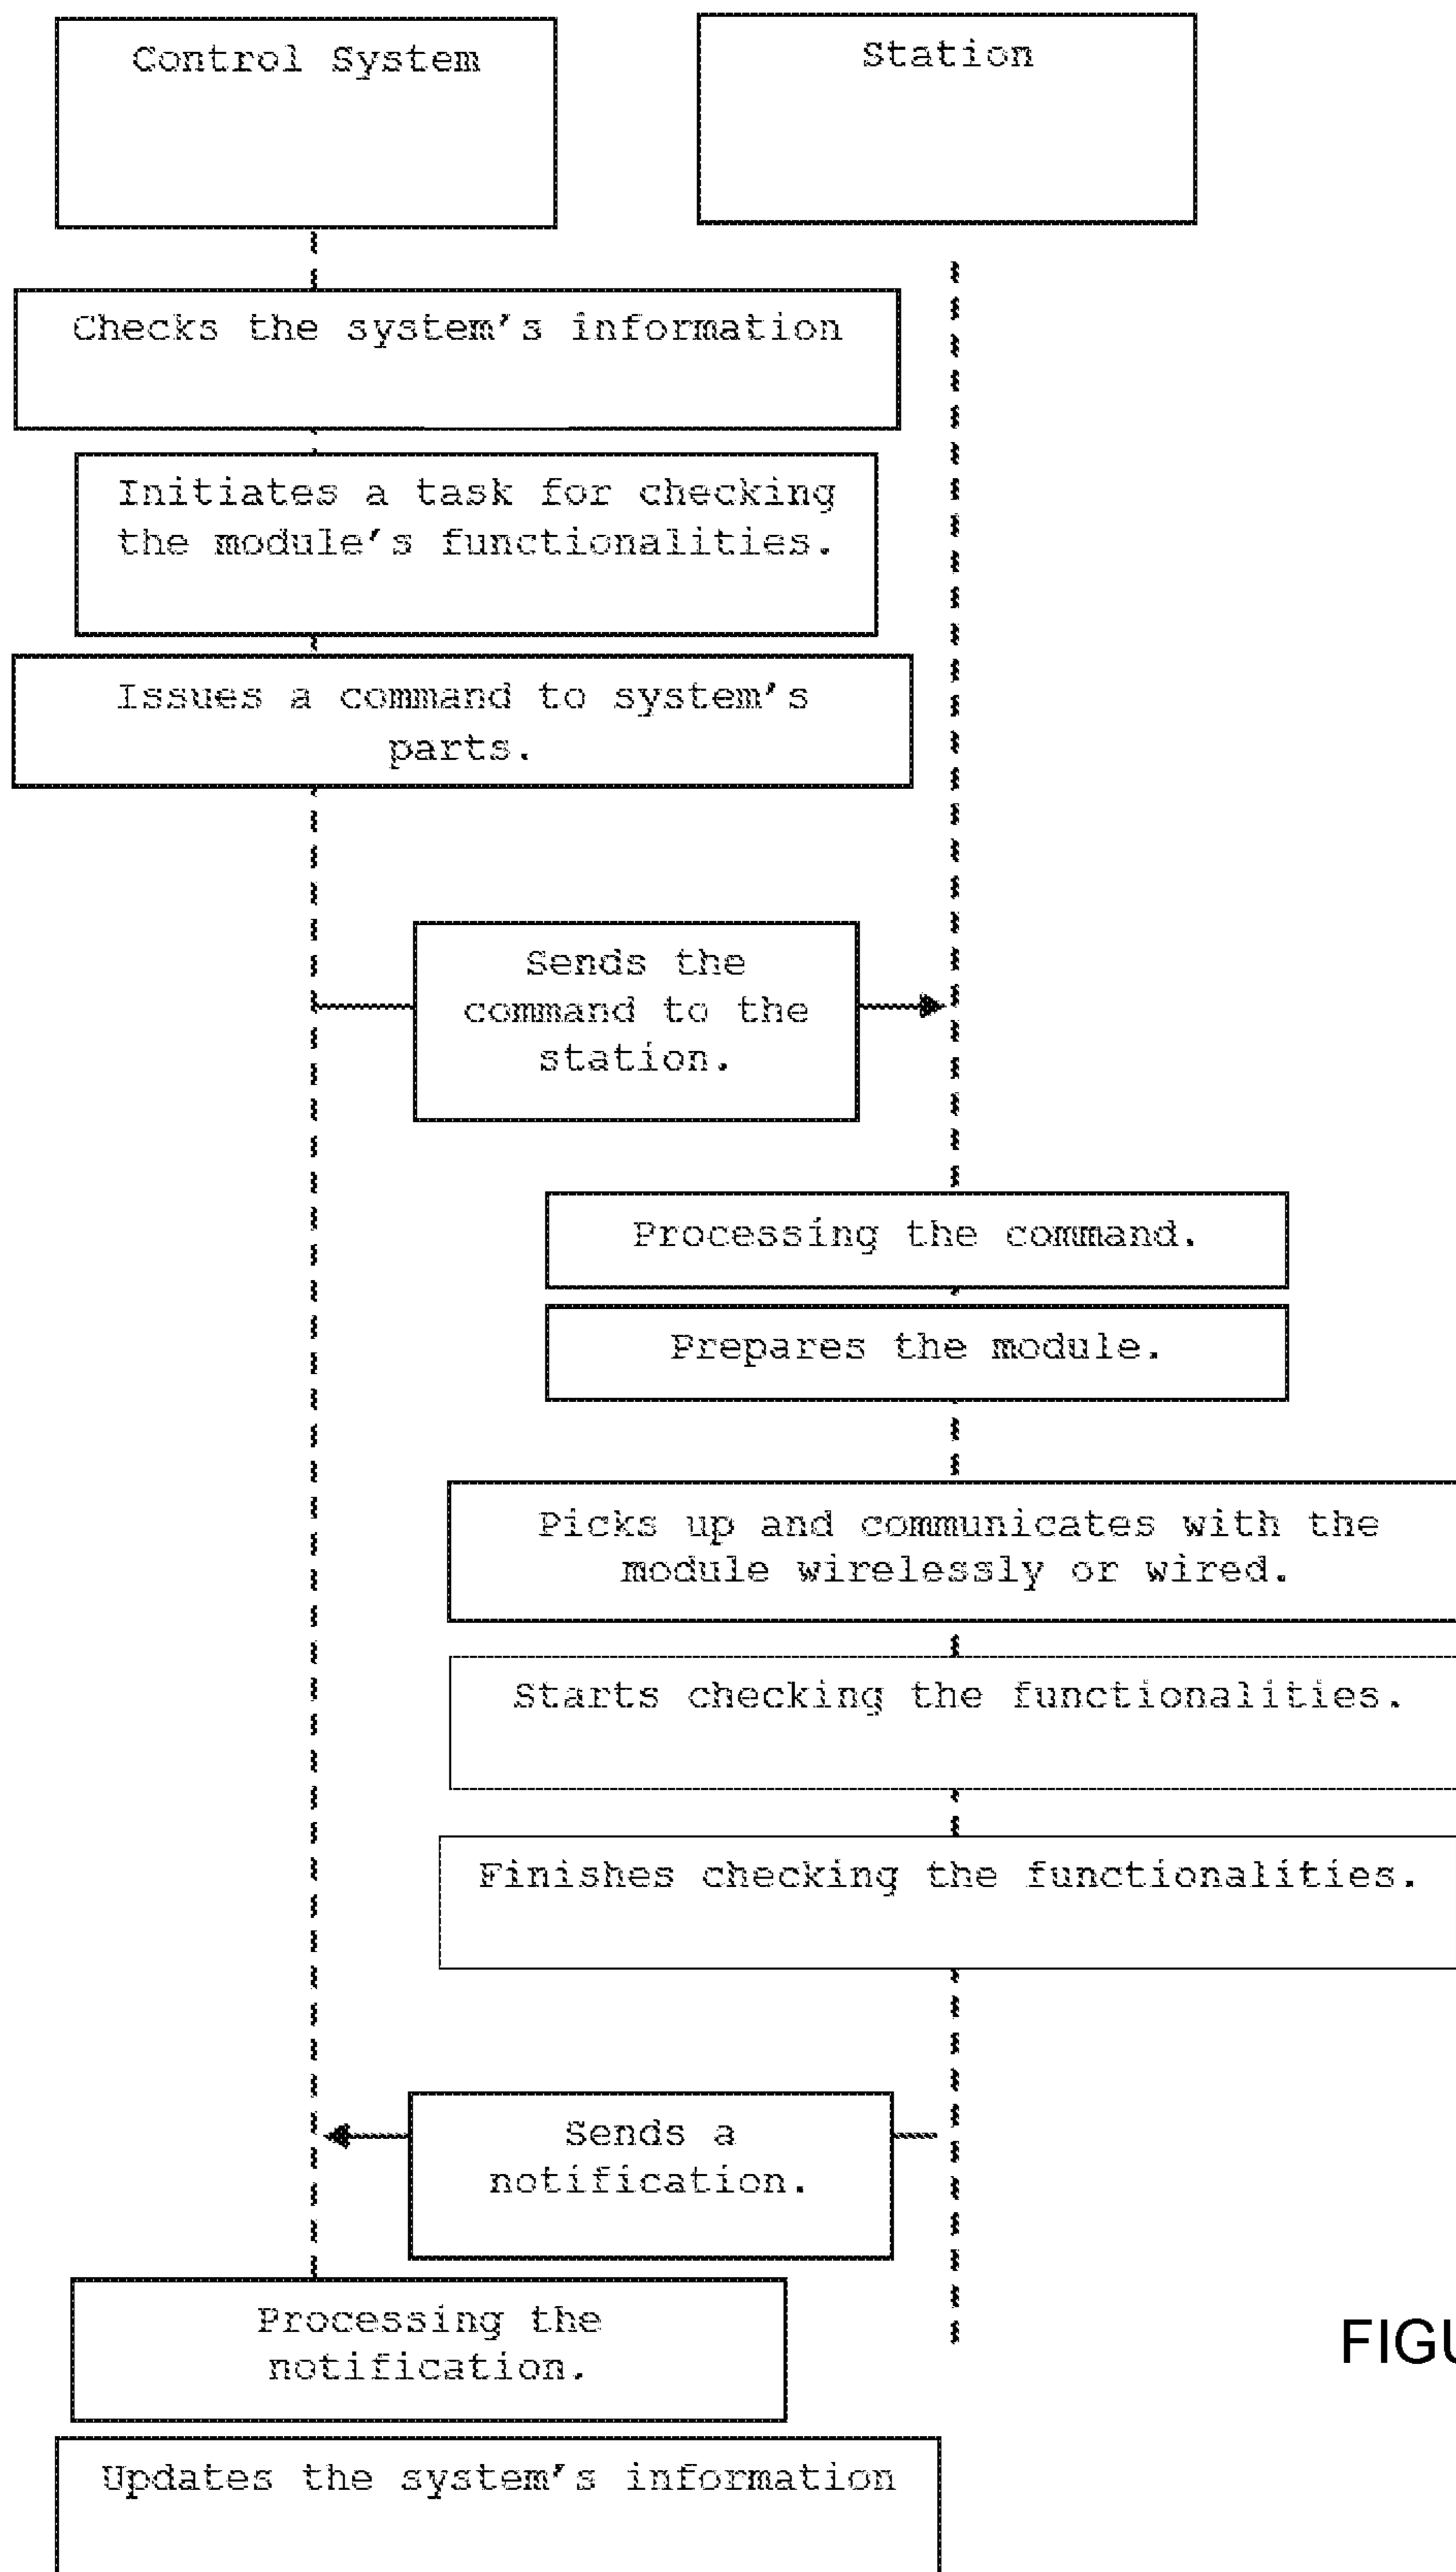 Control System
Station
Checks the system's information
Initiates a task for checking
the module's functionalities.
Issues a command to system's
parts.
Sends the
command to the
station.
Processing the command.
Prepares the module.
Picks up and communicates with the
module wirelessly or wired.
Starts checking the functionalities.
Finishes checking the functionalities.
Sends a
notification.
Processing the
notification.
FIGU
Updates the system's information